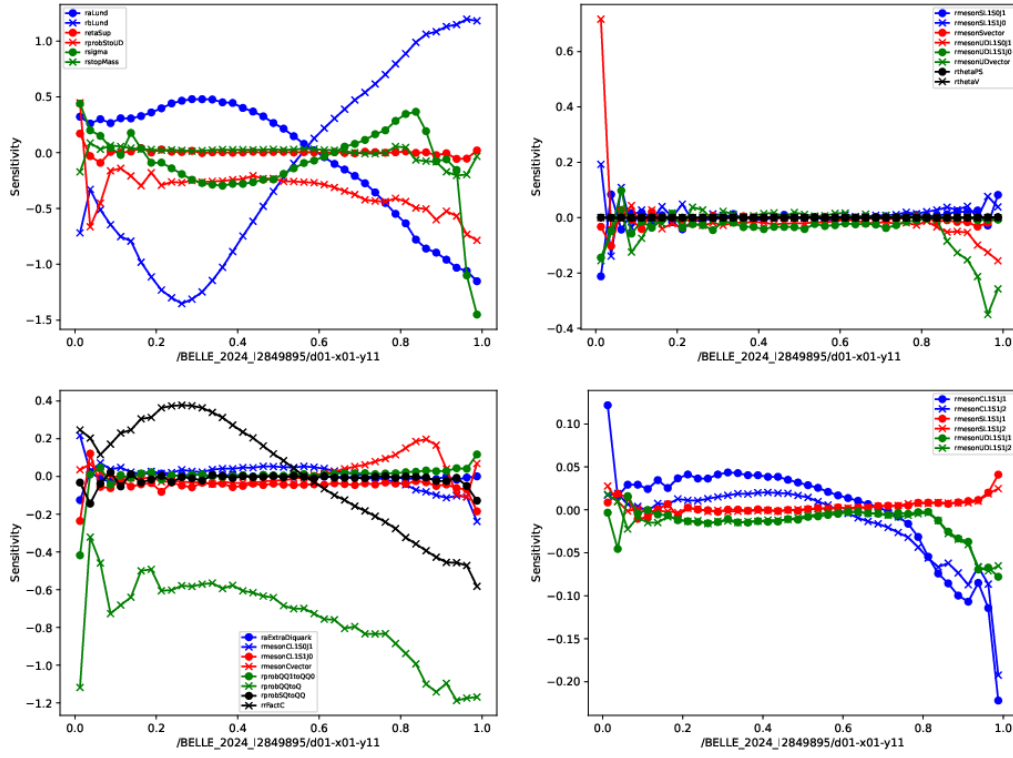 raLund
rbLund
retaSup
rprobStoUD
rsigma
rstopMass
Sensitivity
1.0
0.5
0.0
−0.5
−1.0
−1.5
0.0 0.2 0.4 0.6 0.8 1.0
/BELLE_2024_I2849895/d01-x01-y11
rmesonSL1S0J1
rmesonSL1S1J0
rmesonSvector
rmesonUDL1S0J1
rmesonUDL1S1J0
rmesonUDvector
rthetaPS
rthetaV
Sensitivity
0.6
0.4
0.2
0.0
−0.2
−0.4
0.0 0.2 0.4 0.6 0.8 1.0
/BELLE_2024_I2849895/d01-x01-y11
Sensitivity
0.4
0.2
0.0
−0.2
−0.4
−0.6
−0.8
−1.0
−1.2
raExtraDiquark
rmesonCL1S0J1
rmesonCL1S1J0
rmesonCvector
rprobQQ1toQQ0
rprobQQtoQ
rprobSQtoQQ
rrFactC
0.0 0.2 0.4 0.6 0.8 1.0
/BELLE_2024_I2849895/d01-x01-y11
rmesonCL1S1J1
rmesonCL1S1J2
rmesonSL1S1J1
rmesonSL1S1J2
rmesonUDL1S1J1
rmesonUDL1S1J2
Sensitivity
0.10
0.05
0.00
−0.05
−0.10
−0.15
−0.20
0.0 0.2 0.4 0.6 0.8 1.0
/BELLE_2024_I2849895/d01-x01-y11